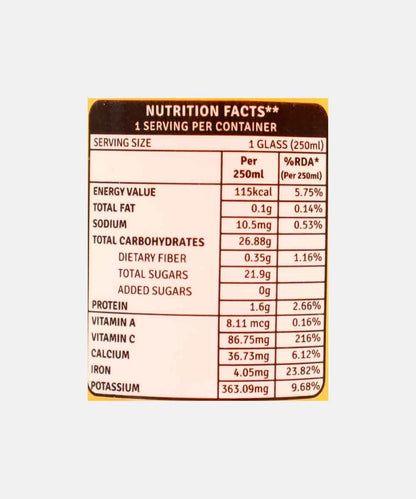 NUTRITION FACTS**
1 SERVING PER CONTAINER
SERVING SIZE 1 GLASS (250ml)
Per 250ml %RDA* (Per 250ml)
ENERGY VALUE 115kcal 5.75%
TOTAL FAT 0.1g 0.14%
SODIUM 10.5mg 0.53%
TOTAL CARBOHYDRATES 26.88g
DIETARY FIBER 0.35g 1.16%
TOTAL SUGARS 21.9g
ADDED SUGARS 0g
PROTEIN 1.6g 2.66%
VITAMIN A 8.11 mcg 0.16%
VITAMIN C 86.75mg 216%
CALCIUM 36.73mg 6.12%
IRON 4.05mg 23.82%
POTASSIUM 363.09mg 9.68%